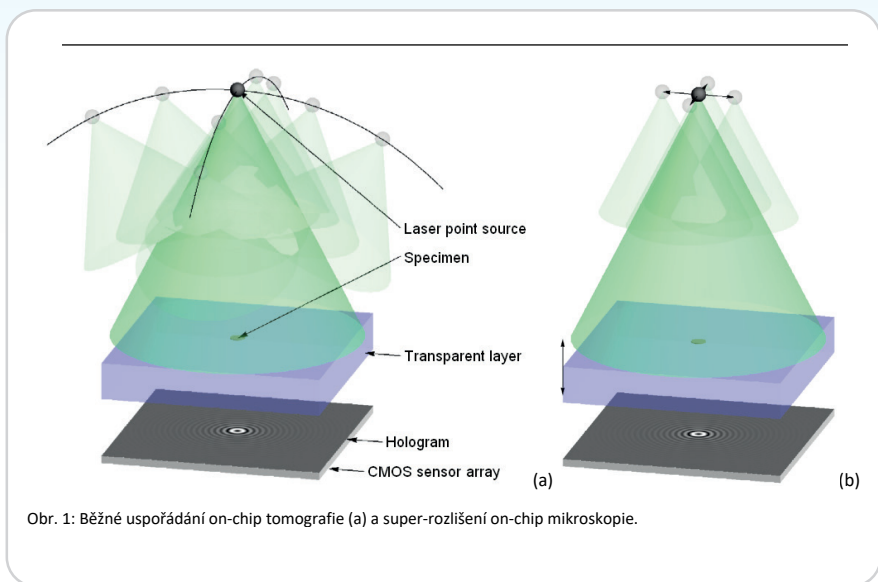 Laser point source
Specimen
Transparent layer
Hologram
CMOS sensor array
(a)
(b)
Obr. 1: Běžné uspořádání on-chip tomografie (a) a super-rozlišení on-chip mikroskopie.